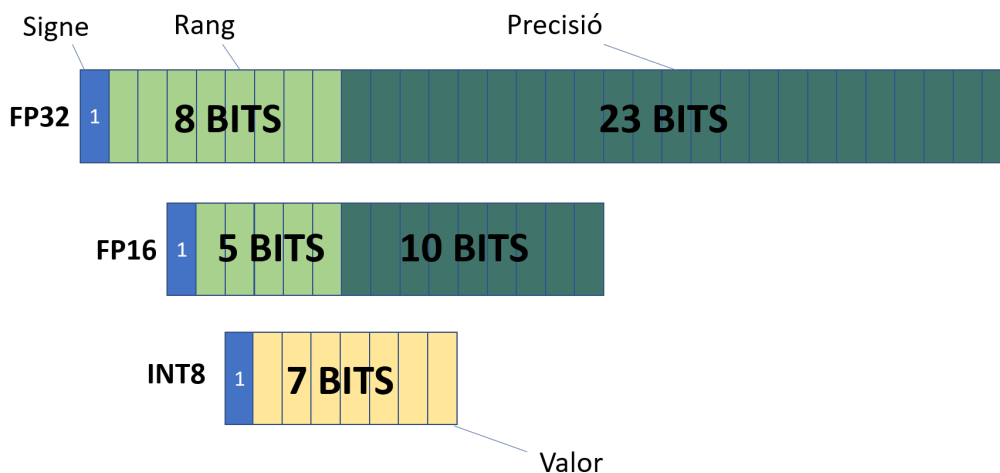 Signe Rang Precisió
FP32 1 8 BITS 23 BITS
FP16 1 5 BITS 10 BITS
INT8 1 7 BITS
Valor